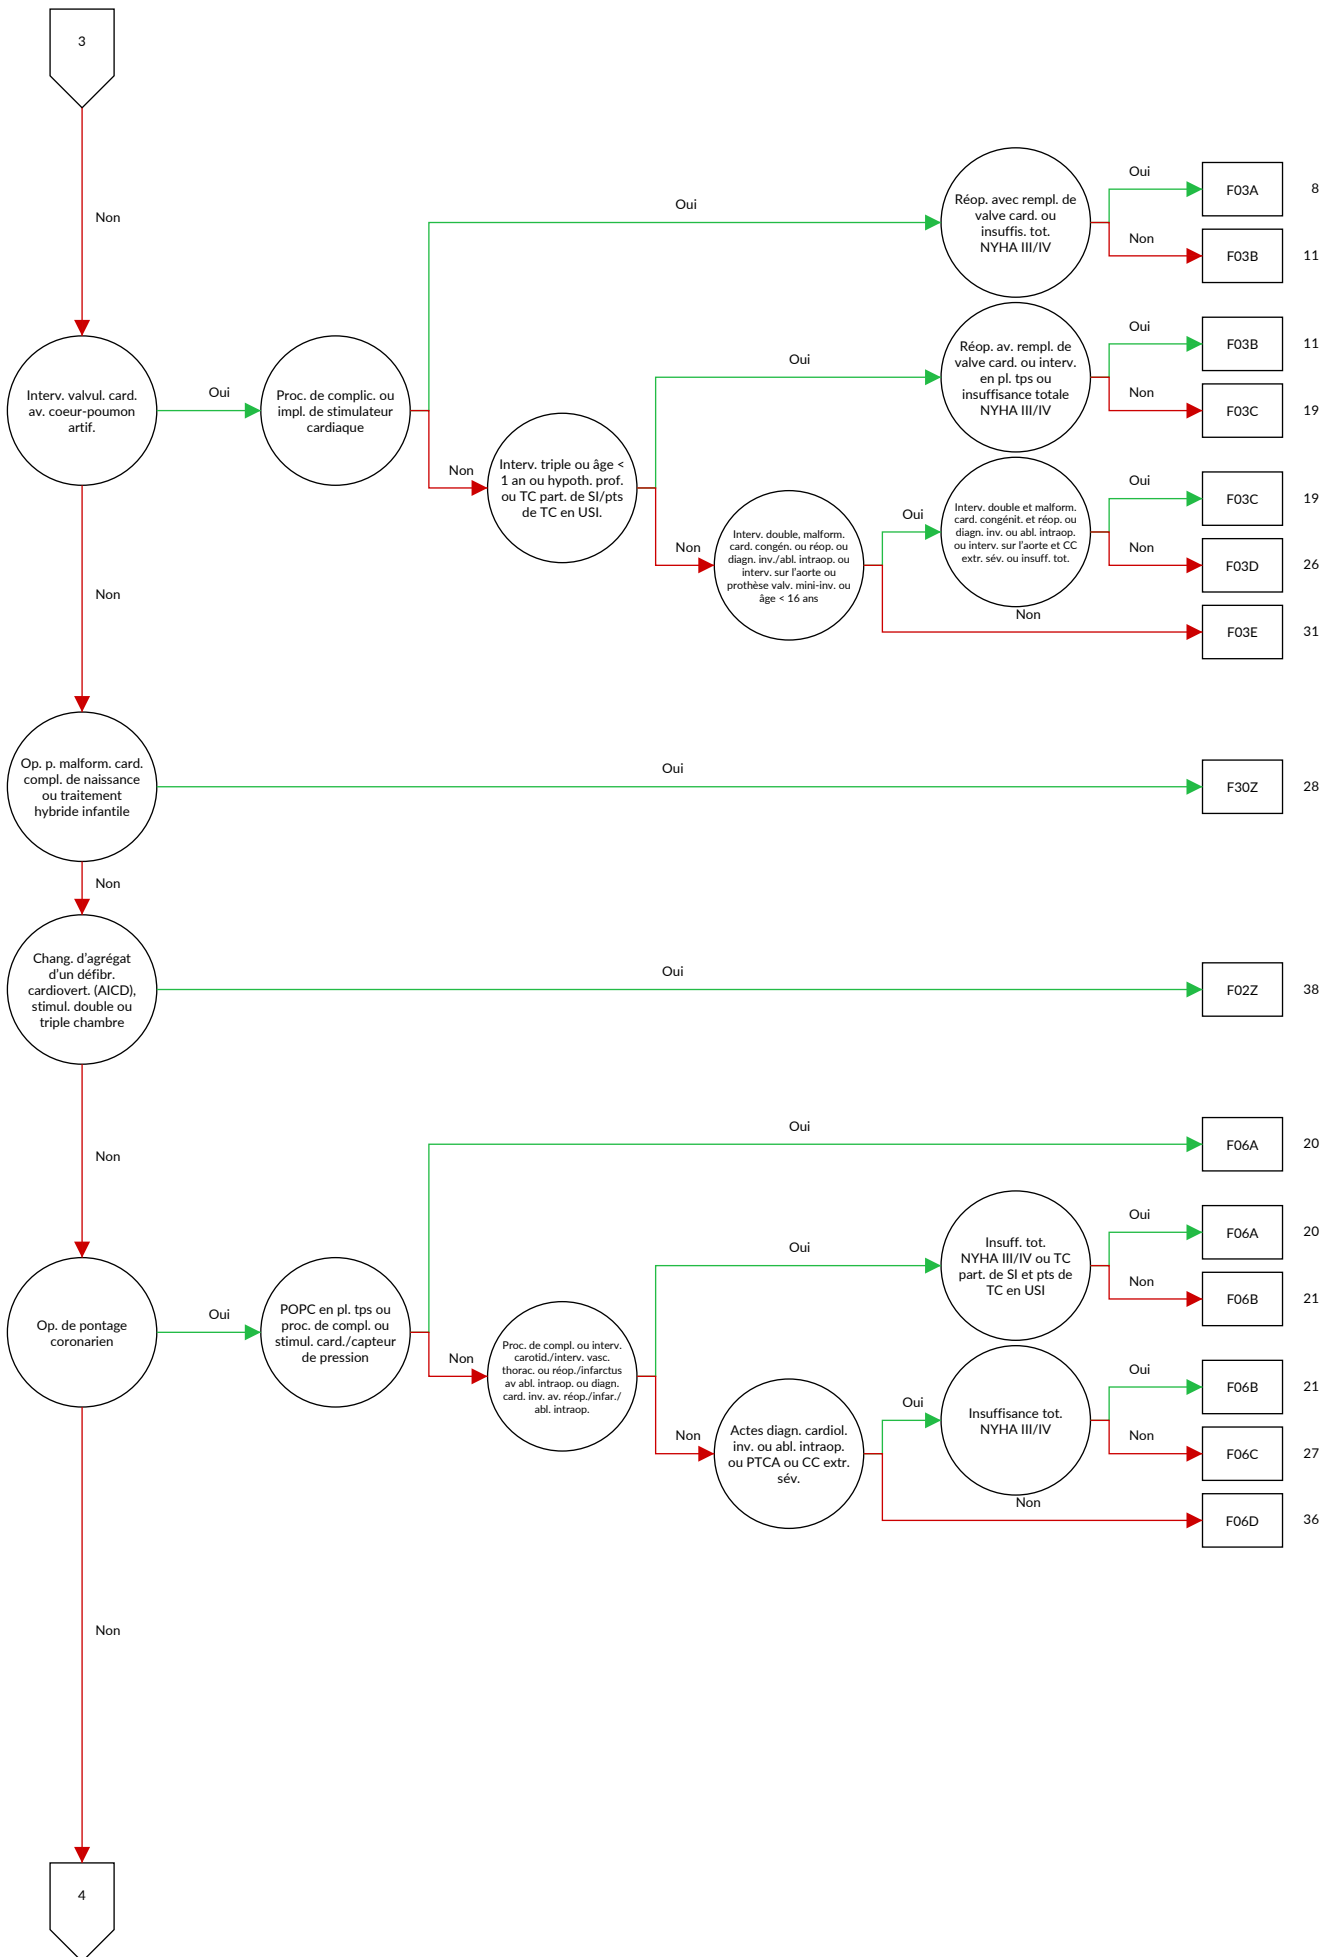 3
Non
Oui
Réop. avec rempl. de
valve card. ou
insuffis. tot.
NYHA III/IV
Oui
F03A
8
Non
F03B
11
Interv. valvul. card.
av. coeur-poumon
artif.
Oui
Proc. de complic. ou
impl. de stimulateur
cardiaque
Non
Interv. triple ou âge <
1 an ou hypoth. prof.
ou TC part. de SI/pts
de TC en USI.
Oui
Réop. av. rempl. de
valve card. ou interv.
en pl. tps ou
insuffisance totale
NYHA III/IV
Oui
F03B
11
Non
F03C
19
Non
Interv. double, malform.
card. congén. ou réop. ou
diagn. inv./abl. intraop. ou
interv. sur l'aorte ou
prothèse valv. mini-inv. ou
âge < 16 ans
Oui
Interv. double et malform.
card. congénit. et réop. ou
diagn. inv. ou abl. intraop.
ou interv. sur l'aorte et CC
extr. sév. ou insuff. tot.
Oui
F03C
19
Non
F03D
26
Non
F03E
31
Non
Op. p. malform. card.
compl. de naissance
ou traitement
hybride infantile
Oui
F30Z
28
Non
Chang. d'agrégat
d'un défibr.
cardiovert. (AICD),
stimul. double ou
triple chambre
Oui
F02Z
38
Non
Op. de pontage
coronarien
Oui
POPC en pl. tps ou
proc. de compl. ou
stimul. card./capteur
de pression
Oui
F06A
20
Non
Proc. de compl. ou interv.
carotid./interv. vasc.
thorac. ou réop./infarctus
av abl. intraop. ou diagn.
card. inv. av. réop./infar./
abl. intraop.
Oui
Insuff. tot.
NYHA III/IV ou TC
part. de SI et pts de
TC en USI
Oui
F06A
20
Non
F06B
21
Non
Actes diagn. cardiol.
inv. ou abl. intraop.
ou PTCA ou CC extr.
sév.
Oui
Insuffisance tot.
NYHA III/IV
Oui
F06B
21
Non
F06C
27
Non
F06D
36
Non
4